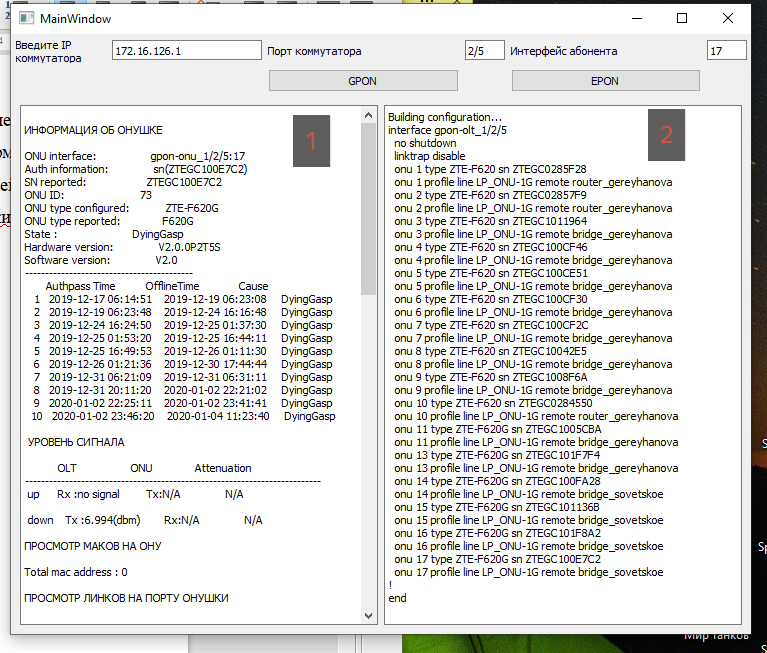 MainWindow
Введите IP коммутатора
172.16.126.1
Порт коммутатора
2/5
Интерфейс абонента
17
GPON
EPON
1
ИНФОРМАЦИЯ ОБ ОНУШКЕ
ONU interface: gpon-onu_1/2/5:17
Auth information: sn(ZTEGC100E7C2)
SN reported: ZTEGC100E7C2
ONU ID: 73
ONU type configured: ZTE-F620G
ONU type reported: F620G
State : DyingGasp
Hardware version: V2.0.0P2T5S
Software version: V2.0
------------------------------------------
Authpass Time OfflineTime Cause
1 2019-12-17 06:14:51 2019-12-19 06:23:08 DyingGasp
2 2019-12-19 06:23:48 2019-12-24 16:16:48 DyingGasp
3 2019-12-24 16:24:50 2019-12-25 01:37:30 DyingGasp
4 2019-12-25 01:53:20 2019-12-25 16:44:11 DyingGasp
5 2019-12-25 16:49:53 2019-12-26 01:11:30 DyingGasp
6 2019-12-26 01:21:36 2019-12-30 17:44:44 DyingGasp
7 2019-12-31 06:21:09 2019-12-31 06:31:11 DyingGasp
8 2019-12-31 20:11:20 2020-01-02 22:21:02 DyingGasp
9 2020-01-02 22:25:11 2020-01-02 23:41:41 DyingGasp
10 2020-01-02 23:46:20 2020-01-04 11:23:40 DyingGasp
УРОВЕНЬ СИГНАЛА
OLT ONU Attenuation
--------------------------------------------------------------------------
up Rx :no signal Tx:N/A N/A
down Tx :6.994(dbm) Rx:N/A N/A
ПРОСМОТР МАКОВ НА ОНУ
Total mac address : 0
ПРОСМОТР ЛИНКОВ НА ПОРТУ ОНУШКИ
2
Building configuration...
interface gpon-olt_1/2/5
no shutdown
linktrap disable
onu 1 type ZTE-F620 sn ZTEGC0285F28
onu 1 profile line LP_ONU-1G remote router_gereyhanova
onu 2 type ZTE-F620 sn ZTEGC02857F9
onu 2 profile line LP_ONU-1G remote router_gereyhanova
onu 3 type ZTE-F620 sn ZTEGC1011964
onu 3 profile line LP_ONU-1G remote bridge_gereyhanova
onu 4 type ZTE-F620 sn ZTEGC100CF46
onu 4 profile line LP_ONU-1G remote bridge_gereyhanova
onu 5 type ZTE-F620 sn ZTEGC100CE51
onu 5 profile line LP_ONU-1G remote bridge_gereyhanova
onu 6 type ZTE-F620 sn ZTEGC100CF30
onu 6 profile line LP_ONU-1G remote bridge_gereyhanova
onu 7 type ZTE-F620 sn ZTEGC100CF2C
onu 7 profile line LP_ONU-1G remote bridge_gereyhanova
onu 8 type ZTE-F620 sn ZTEGC10042E5
onu 8 profile line LP_ONU-1G remote bridge_gereyhanova
onu 9 type ZTE-F620 sn ZTEGC1008F6A
onu 9 profile line LP_ONU-1G remote bridge_gereyhanova
onu 10 type ZTE-F620 sn ZTEGC0284550
onu 10 profile line LP_ONU-1G remote router_gereyhanova
onu 11 type ZTE-F620G sn ZTEGC1005CBA
onu 11 profile line LP_ONU-1G remote bridge_gereyhanova
onu 13 type ZTE-F620G sn ZTEGC101F7F4
onu 13 profile line LP_ONU-1G remote bridge_gereyhanova
onu 14 type ZTE-F620G sn ZTEGC100FA28
onu 14 profile line LP_ONU-1G remote bridge_sovetskoe
onu 15 type ZTE-F620G sn ZTEGC101136B
onu 15 profile line LP_ONU-1G remote bridge_sovetskoe
onu 16 type ZTE-F620G sn ZTEGC101F8A2
onu 16 profile line LP_ONU-1G remote bridge_sovetskoe
onu 17 type ZTE-F620G sn ZTEGC100E7C2
onu 17 profile line LP_ONU-1G remote bridge_sovetskoe
!
end
Мир танков